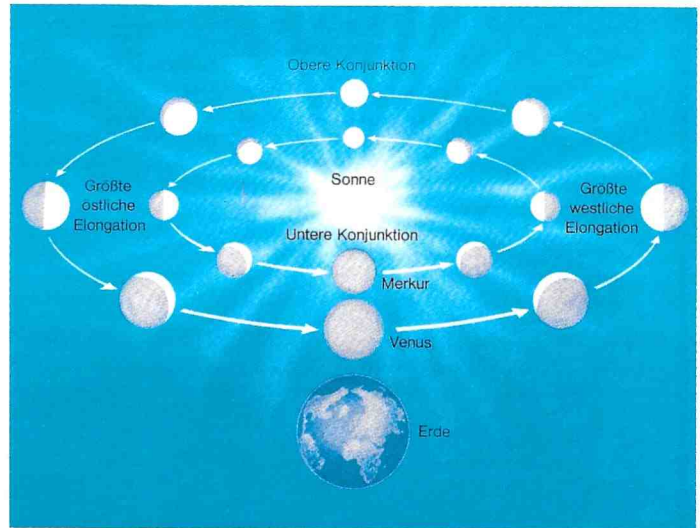 Obere Konjunktion
Sonne
Größte
östliche
Elongation
Größte
westliche
Elongation
Untere Konjunktion
Merkur
Venus
Erde